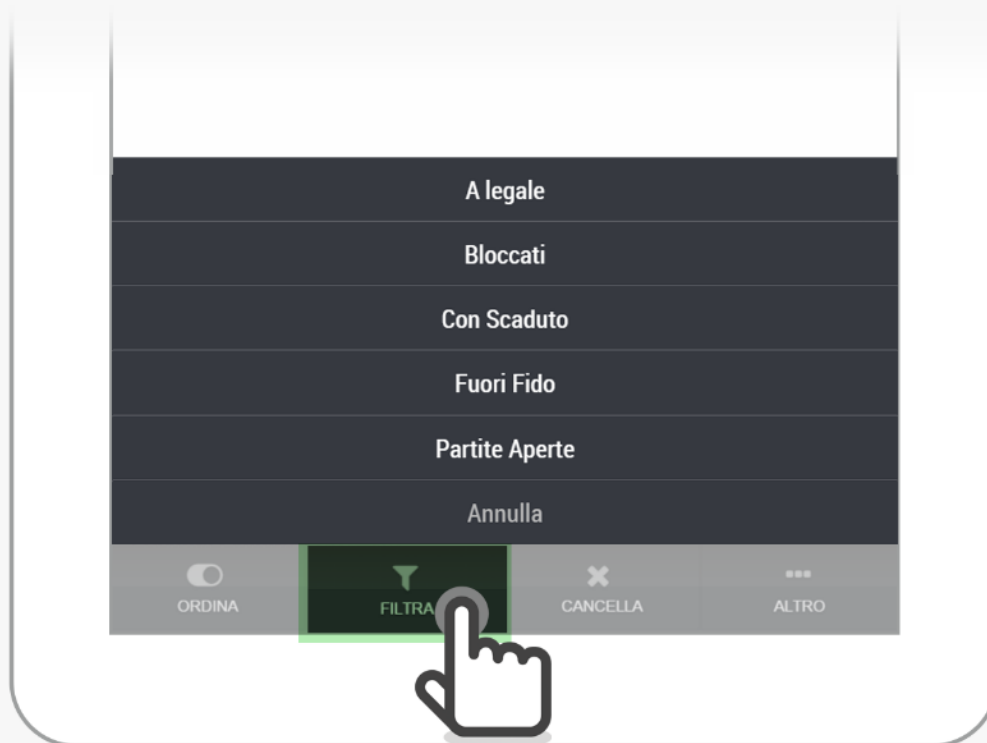 A legale
Bloccati
Con Scaduto
Fuori Fido
Partite Aperte
Annulla
ORDINA
FILTRA
CANCELLA
ALTRO